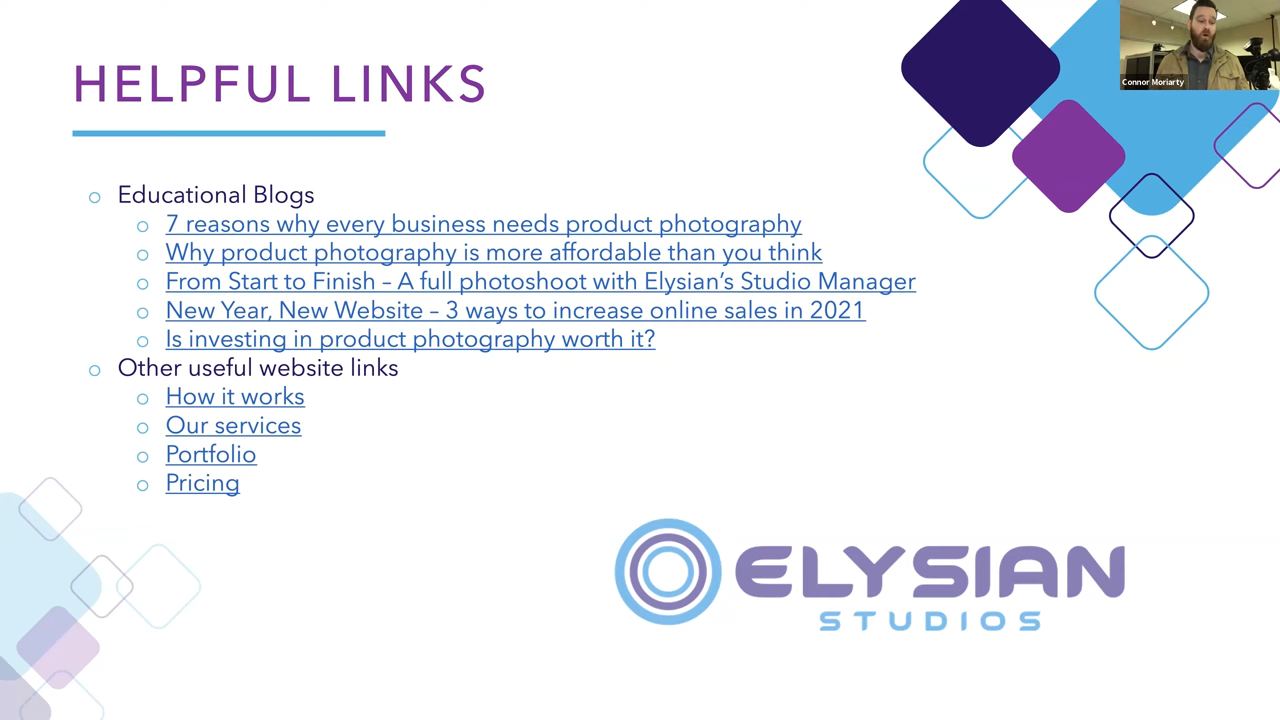 HELPFUL LINKS
Connor Moriarty
Educational Blogs
7 reasons why every business needs product photography
Why product photography is more affordable than you think
From Start to Finish – A full photoshoot with Elysian’s Studio Manager
New Year, New Website – 3 ways to increase online sales in 2021
Is investing in product photography worth it?
Other useful website links
How it works
Our services
Portfolio
Pricing
ELYSIAN
STUDIOS